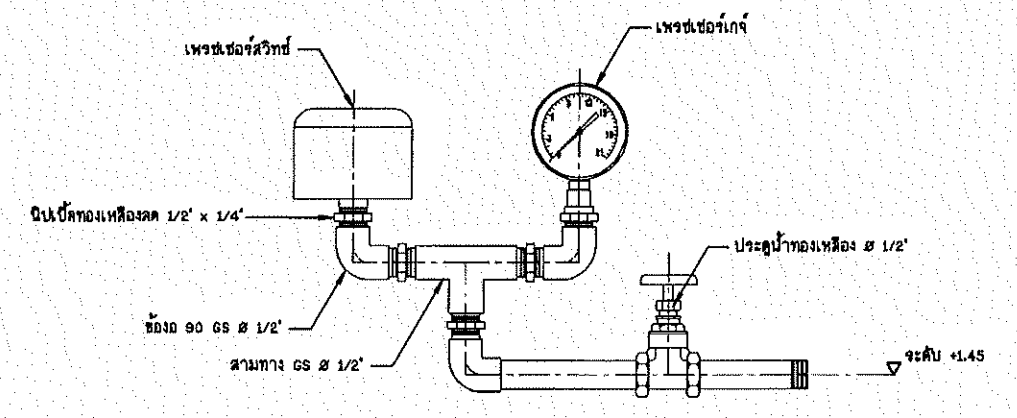 เพรชเชอร์สวิทช์
เพรชเชอร์เกจ์
นิปเปิ้ลทองเหลืองลด 1/2" x 1/4"
ประตูน้ำทองเหลือง Ø 1/2"
ข้องอ 90 GS Ø 1/2"
สามทาง GS Ø 1/2"
ระดับ +1.45